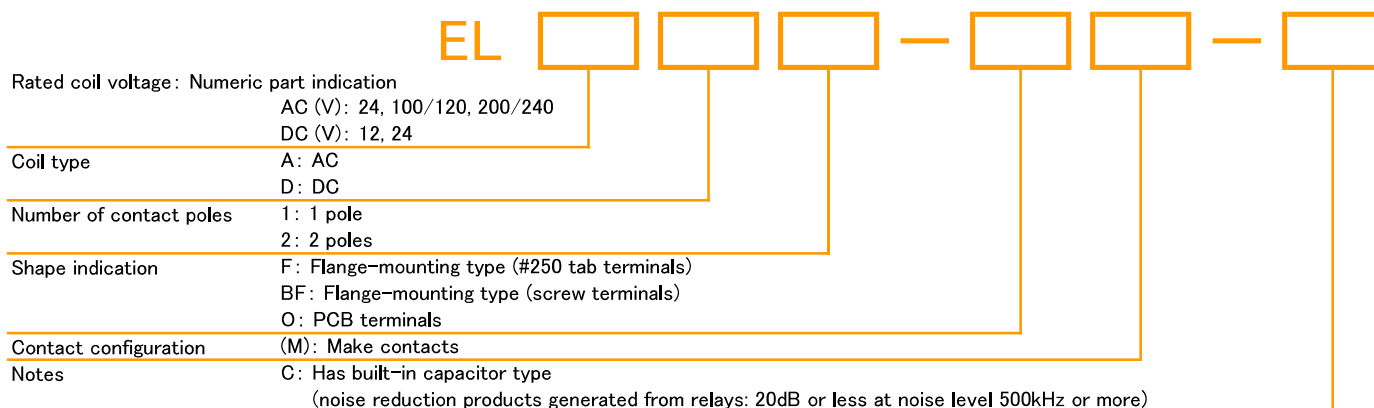 EL — —
Rated coil voltage: Numeric part indication
AC (V): 24, 100/120, 200/240
DC (V): 12, 24
Coil type A: AC
D: DC
Number of contact poles 1: 1 pole
2: 2 poles
Shape indication F: Flange-mounting type (#250 tab terminals)
BF: Flange-mounting type (screw terminals)
O: PCB terminals
Contact configuration (M): Make contacts
Notes C: Has built-in capacitor type
(noise reduction products generated from relays: 20dB or less at noise level 500kHz or more)